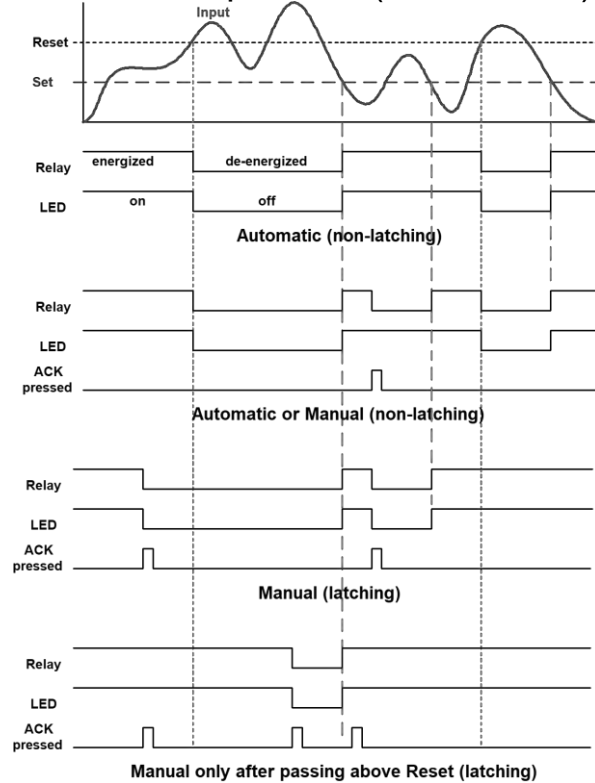 Input
Reset
Set
energized de-energized
Relay
on off
LED
Automatic (non-latching)
Relay
LED
ACK
pressed
Automatic or Manual (non-latching)
Relay
LED
ACK
pressed
Manual (latching)
Relay
LED
ACK
pressed
Manual only after passing above Reset (latching)